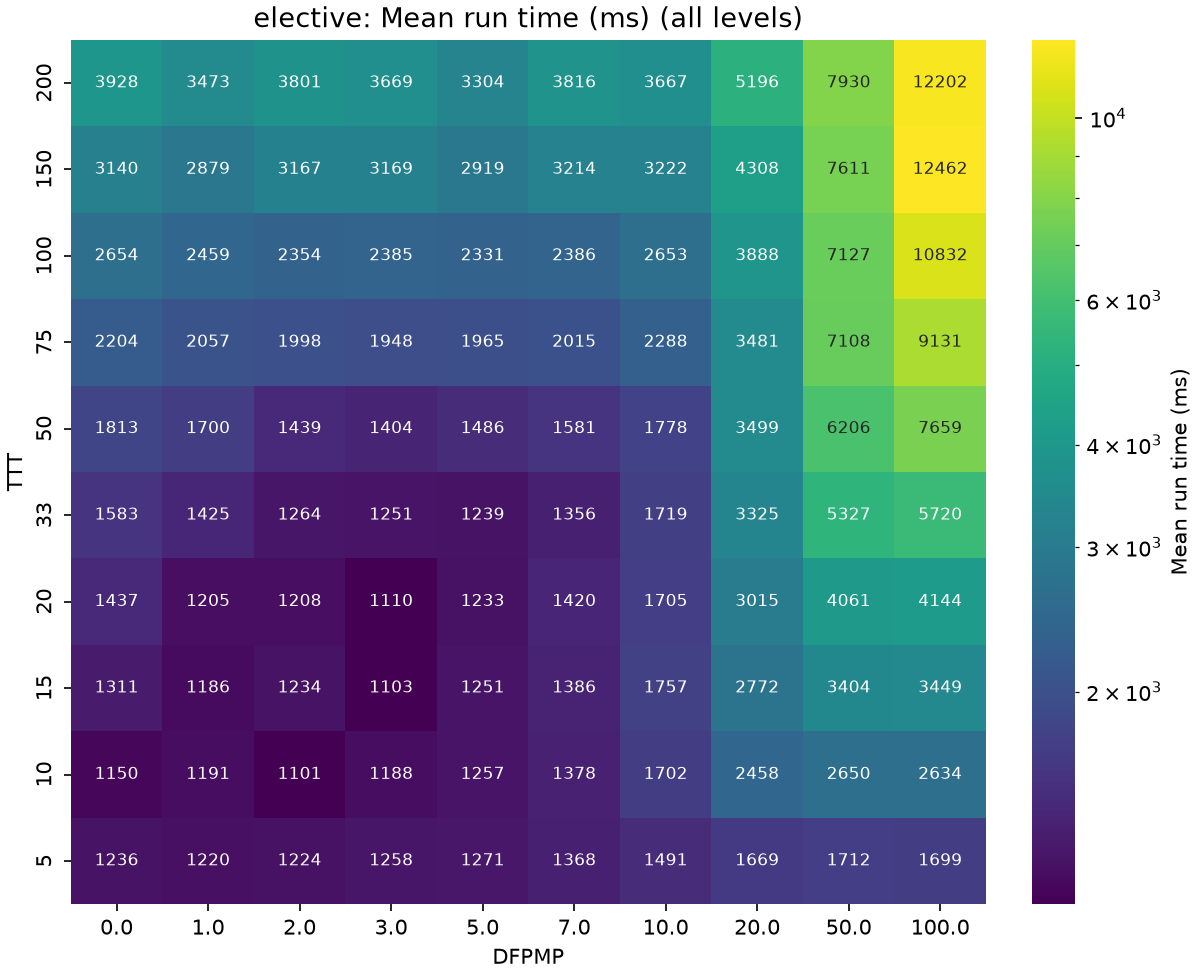 elective: Mean run time (ms) (all levels)
200 3928 3473 3801 3669 3304 3816 3667 5196 7930 12202
150 3140 2879 3167 3169 2919 3214 3222 4308 7611 12462
100 2654 2459 2354 2385 2331 2386 2653 3888 7127 10832
75 2204 2057 1998 1948 1965 2015 2288 3481 7108 9131
50 1813 1700 1439 1404 1486 1581 1778 3499 6206 7659
33 1583 1425 1264 1251 1239 1356 1719 3325 5327 5720
20 1437 1205 1208 1110 1233 1420 1705 3015 4061 4144
15 1311 1186 1234 1103 1251 1386 1757 2772 3404 3449
10 1150 1191 1101 1188 1257 1378 1702 2458 2650 2634
5 1236 1220 1224 1258 1271 1368 1491 1669 1712 1699
0.0 1.0 2.0 3.0 5.0 7.0 10.0 20.0 50.0 100.0
DFPMP
TTT
10⁴
6 × 10³
4 × 10³
3 × 10³
2 × 10³
Mean run time (ms)